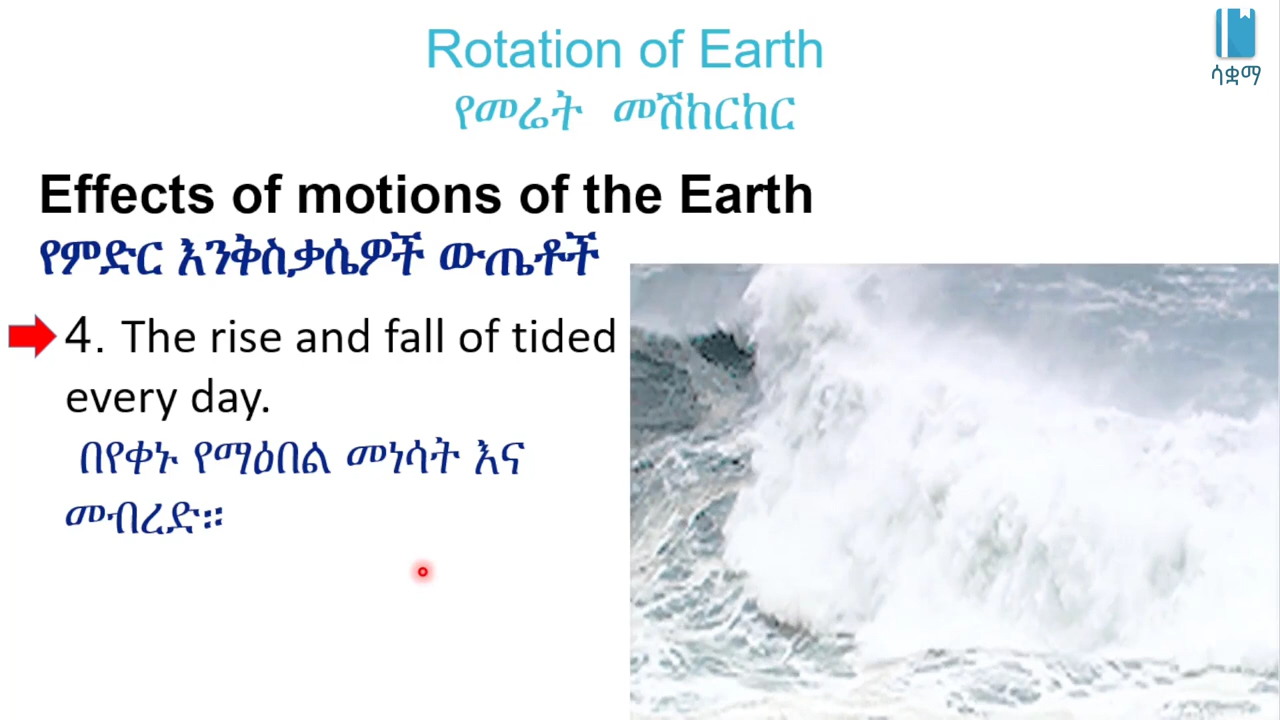 Rotation of Earth
ሳቋማ
የመሬት መሽከርከር
Effects of motions of the Earth
የምድር እንቅስቃሴዎች ውጤቶች
4. The rise and fall of tided
every day.
በየቀኑ የማዕበል መነሳት እና
መብረድ።